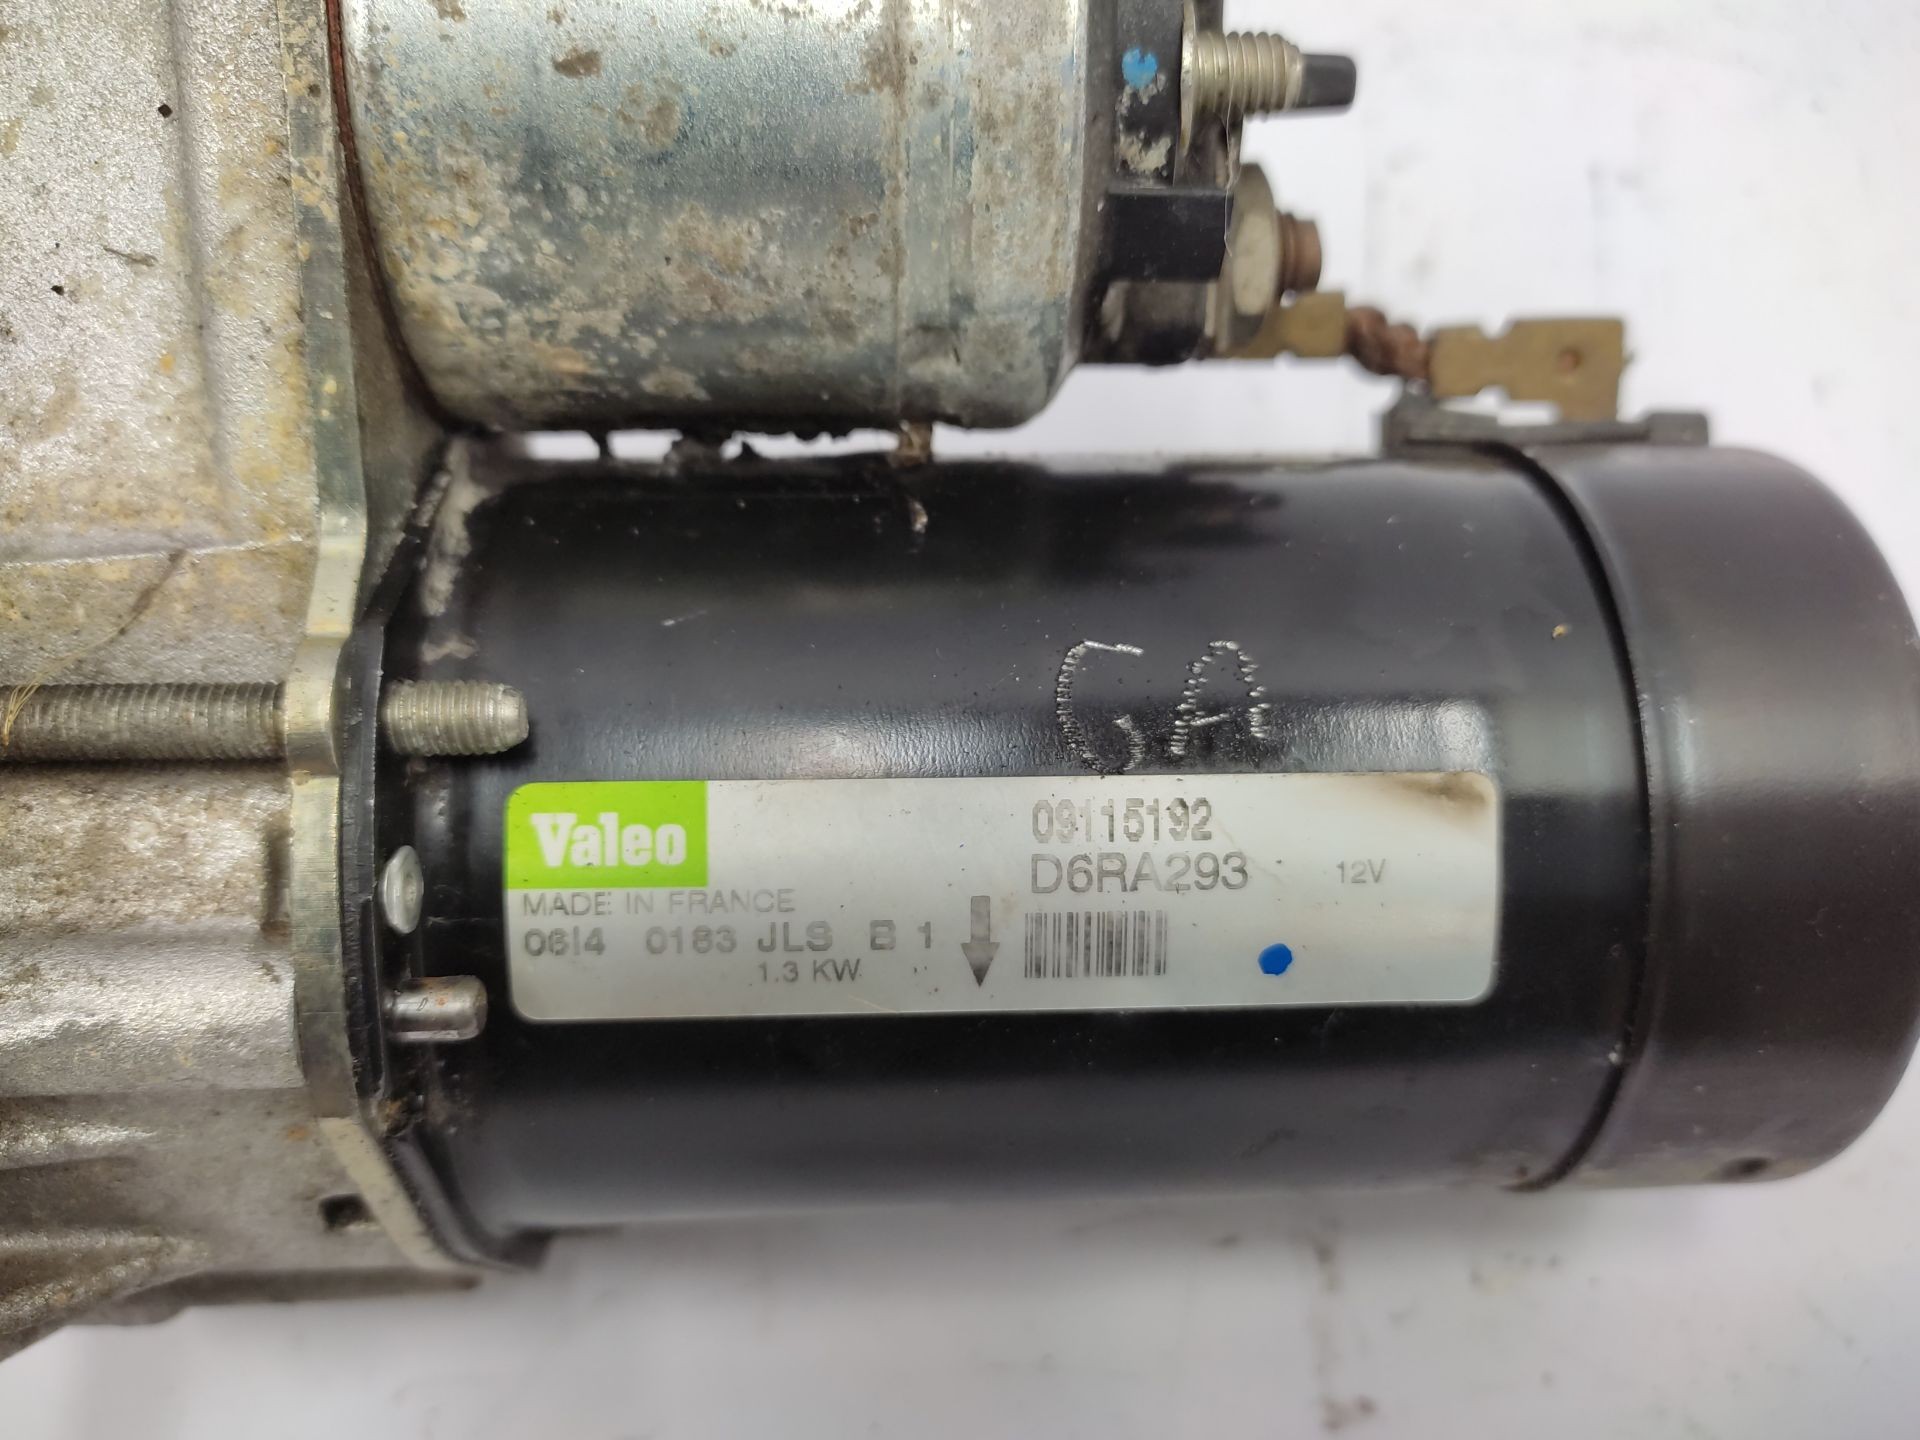 GA
Valeo
09115192
D6RA293 12V
MADE IN FRANCE
0614 0183 JLS B 1
1.3 KW